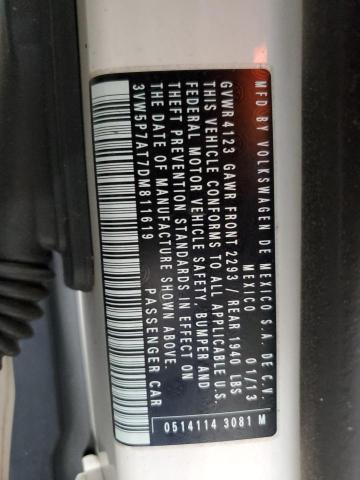 MFD BY VOLKSWAGEN DE MEXICO S.A. DE C.V.
MEXICO 01/13
GVWR 4123 GAWR FRONT 2293/ REAR 1940 LBS
THIS VEHICLE CONFORMS TO ALL APPLICABLE U.S.
FEDERAL MOTOR VEHICLE SAFETY, BUMPER AND
THEFT PREVENTION STANDARDS IN EFFECT ON
THE DATE OF MANUFACTURE SHOWN ABOVE.
3VW5P7AT7DM811619 PASSENGER CAR
0514114 3081 M